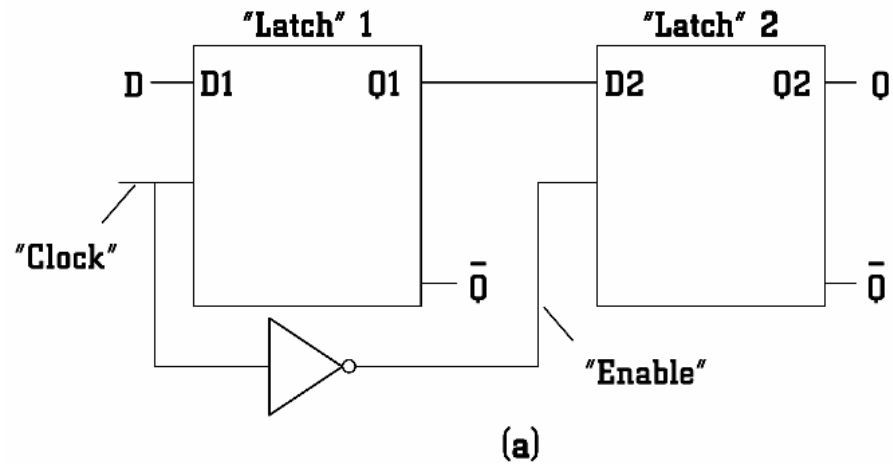 "Latch" 1
"Latch" 2
D
D1
Q1
D2
Q2
Q
"Clock"
Q̅
Q̅
"Enable"
(a)